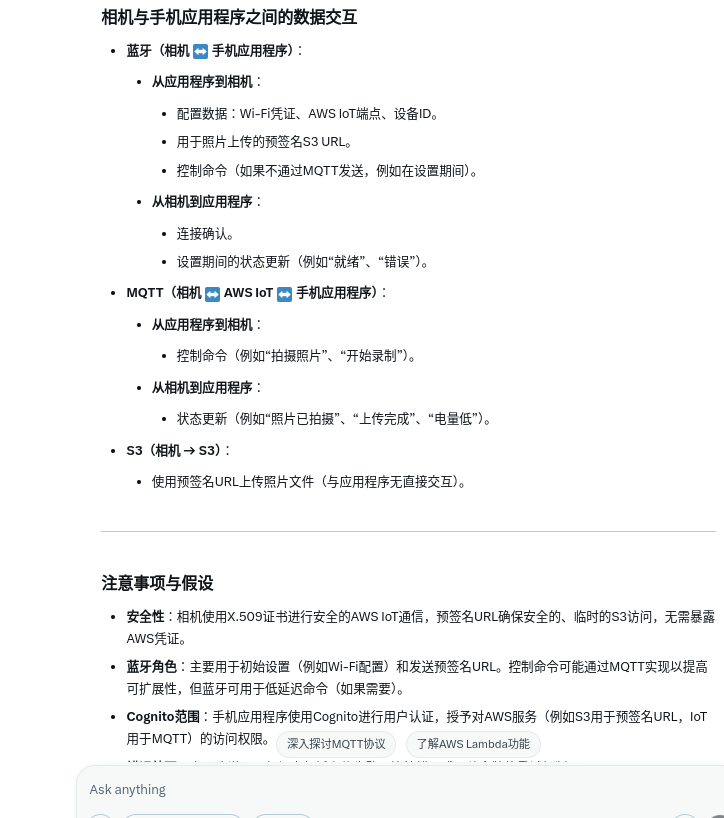 相机与手机应用程序之间的数据交互
蓝牙（相机 ↔️ 手机应用程序）：
从应用程序到相机：
配置数据：Wi-Fi凭证、AWS IoT端点、设备ID。
用于照片上传的预签名S3 URL。
控制命令（如果不通过MQTT发送，例如在设置期间）。
从相机到应用程序：
连接确认。
设置期间的状态更新（例如“就绪”、“错误”）。
MQTT（相机 ↔️ AWS IoT ↔️ 手机应用程序）：
从应用程序到相机：
控制命令（例如“拍摄照片”、“开始录制”）。
从相机到应用程序：
状态更新（例如“照片已拍摄”、“上传完成”、“电量低”）。
S3（相机 → S3）：
使用预签名URL上传照片文件（与应用程序无直接交互）。
注意事项与假设
安全性：相机使用X.509证书进行安全的AWS IoT通信，预签名URL确保安全的、临时的S3访问，无需暴露
AWS凭证。
蓝牙角色：主要用于初始设置（例如Wi-Fi配置）和发送预签名URL。控制命令可能通过MQTT实现以提高
可扩展性，但蓝牙可用于低延迟命令（如果需要）。
Cognito范围：手机应用程序使用Cognito进行用户认证，授予对AWS服务（例如S3用于预签名URL，IoT
用于MQTT）的访问权限。
深入探讨MQTT协议
了解AWS Lambda功能
Ask anything